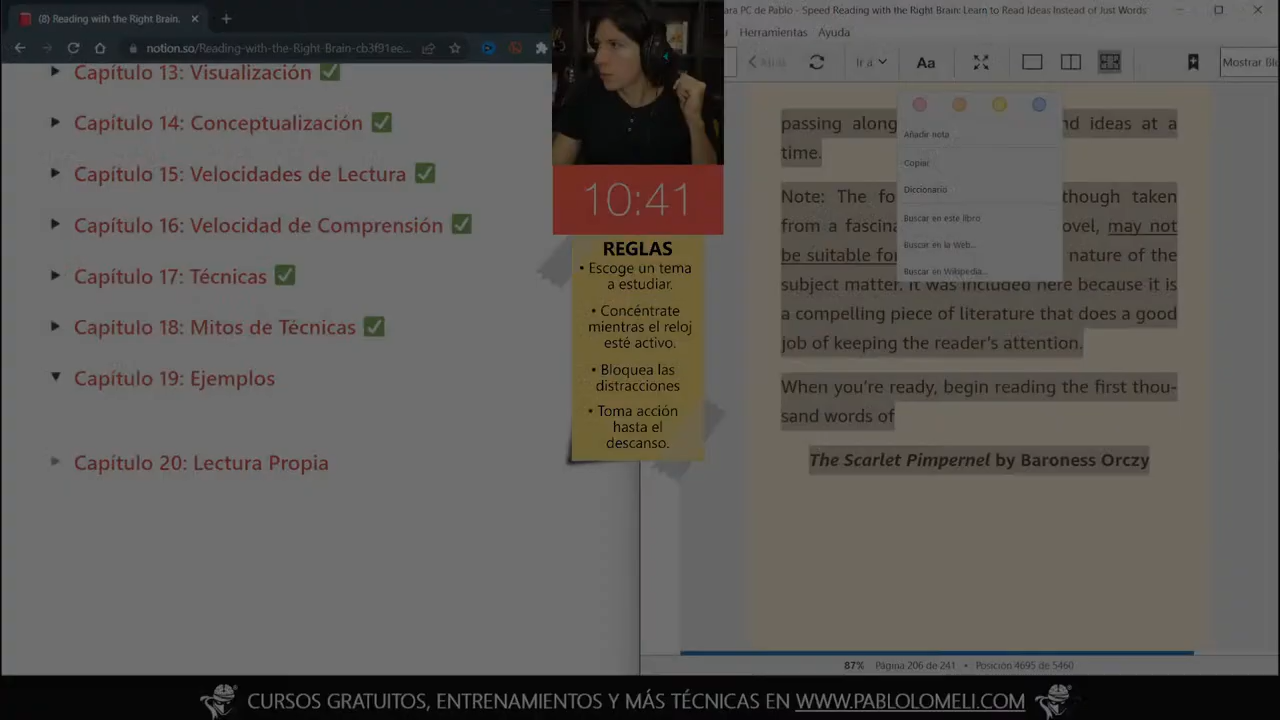 (8) Reading with the Right Brain.
notion.so/Reading-with-the-Right-Brain-cb3f91ee...
Capítulo 13: Visualización ✅
Capítulo 14: Conceptualización ✅
Capítulo 15: Velocidades de Lectura ✅
Capítulo 16: Velocidad de Comprensión ✅
Capítulo 17: Técnicas ✅
Capítulo 18: Mitos de Técnicas ✅
Capítulo 19: Ejemplos
Capítulo 20: Lectura Propia
10:41
REGLAS
• Escoge un tema
a estudiar.
• Concéntrate
mientras el reloj
esté activo.
• Bloquea las
distracciones
• Toma acción
hasta el
descanso.
ara PC de Pablo - Speed Reading with the Right Brain: Learn to Read Ideas Instead of Just Words
Herramientas Ayuda
Ir a
Aa
Mostrar
Añadir nota
Copiar
Diccionario
Buscar en este libro
Buscar en la Web...
Buscar en Wikipedia...
passing along nd ideas at a
time.
Note: The fo though taken
from a fascina ovel, may not
be suitable for nature of the
subject matter. It was included here because it is
a compelling piece of literature that does a good
job of keeping the reader's attention.
When you're ready, begin reading the first thou-
sand words of
The Scarlet Pimpernel by Baroness Orczy
87% Página 206 de 241 • Posición 4695 de 5460
CURSOS GRATUITOS, ENTRENAMIENTOS Y MÁS TÉCNICAS EN WWW.PABLOLOMELI.COM